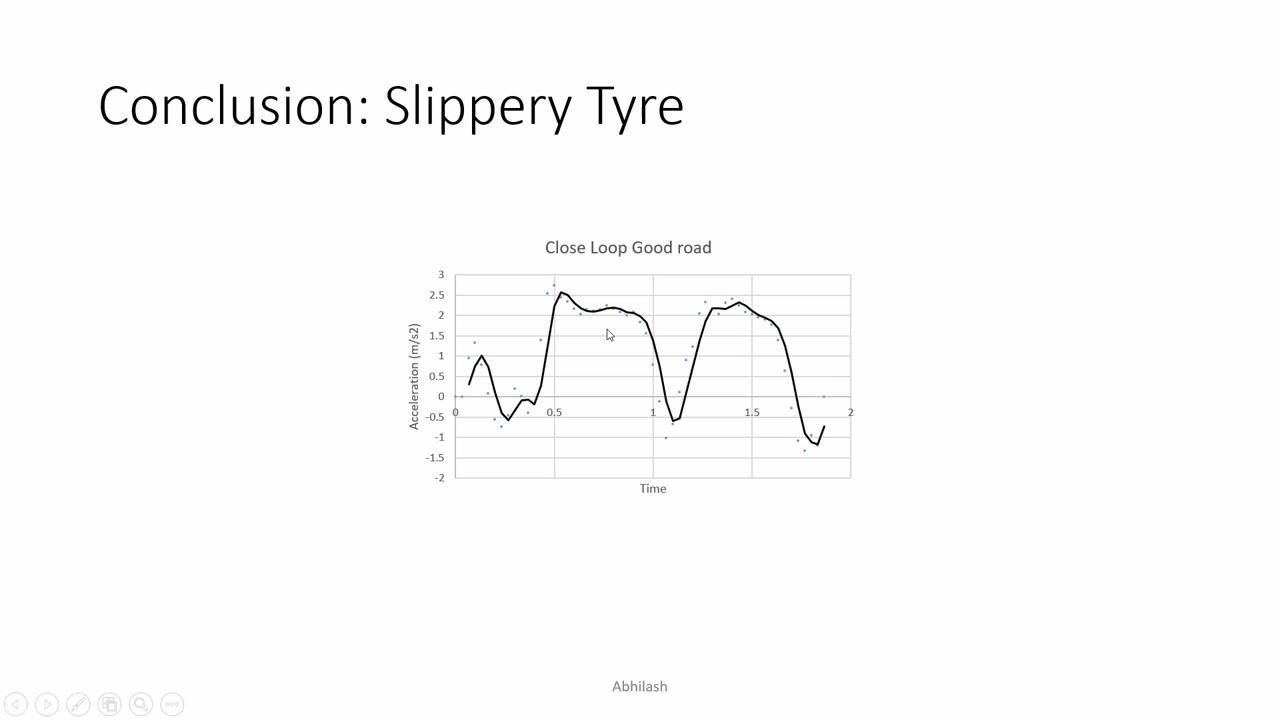 Conclusion: Slippery Tyre
Close Loop Good road
Acceleration (m/s2)
3
2.5
2
1.5
1
0.5
0
-0.5
-1
-1.5
-2
0 0.5 1 1.5 2
Time
Abhilash